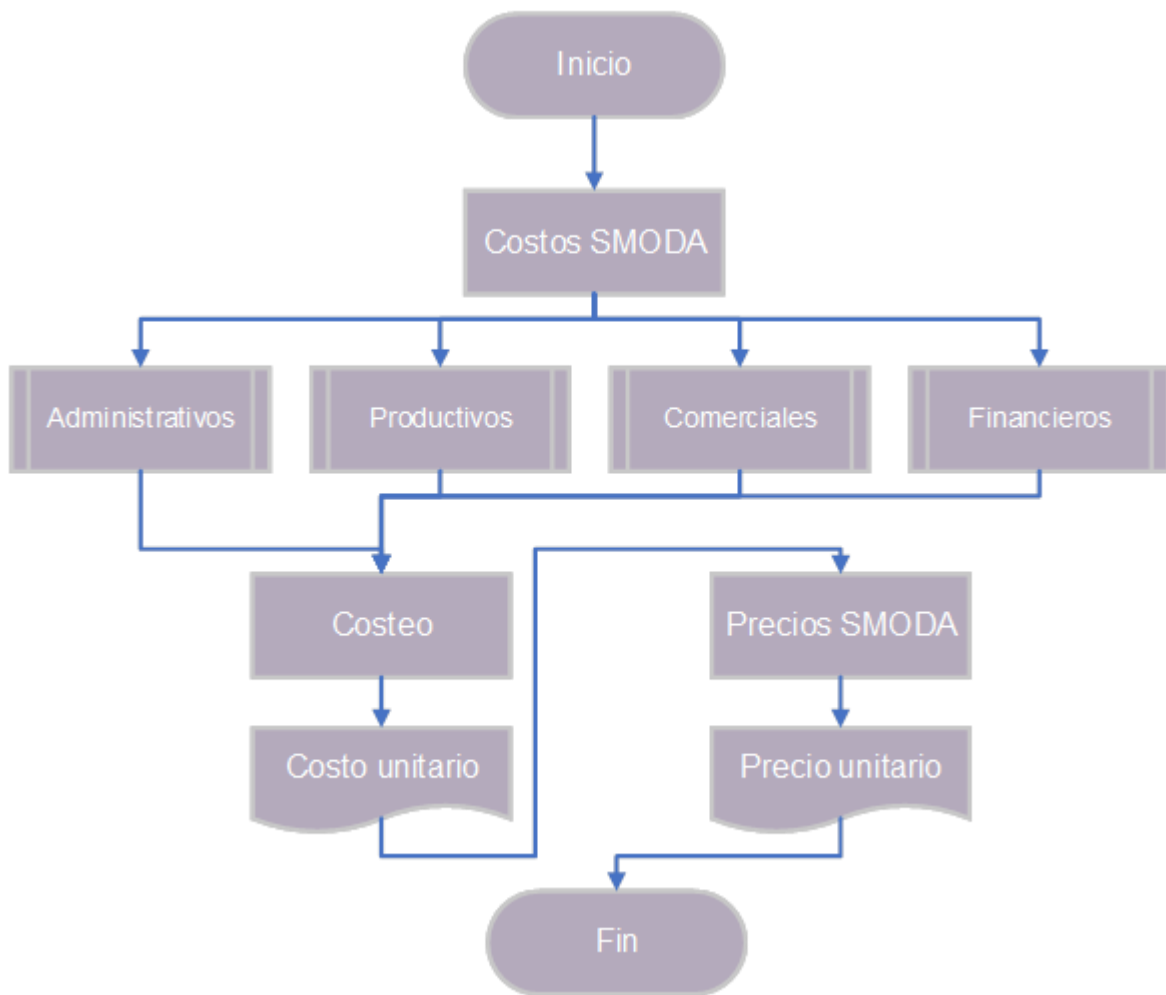 Inicio
Costos SMODA
Administrativos
Productivos
Comerciales
Financieros
Costeo
Precios SMODA
Costo unitario
Precio unitario
Fin